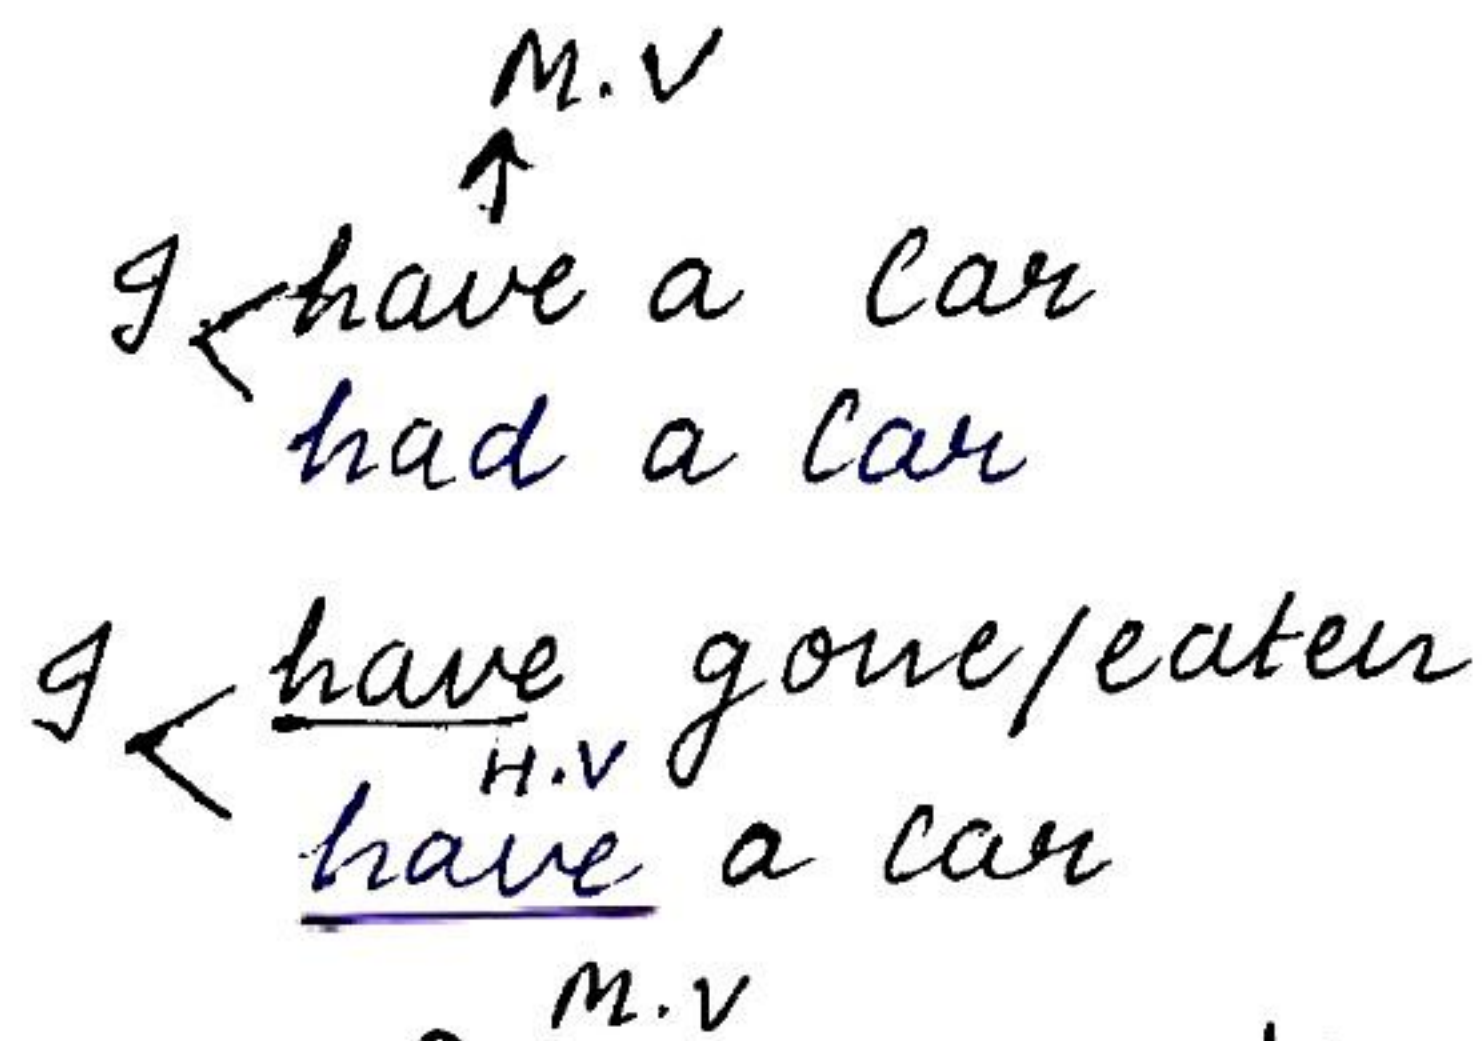 M.V
↑
I < have a car
had a car
I < have gone/eaten
H.V
have a car
M.V